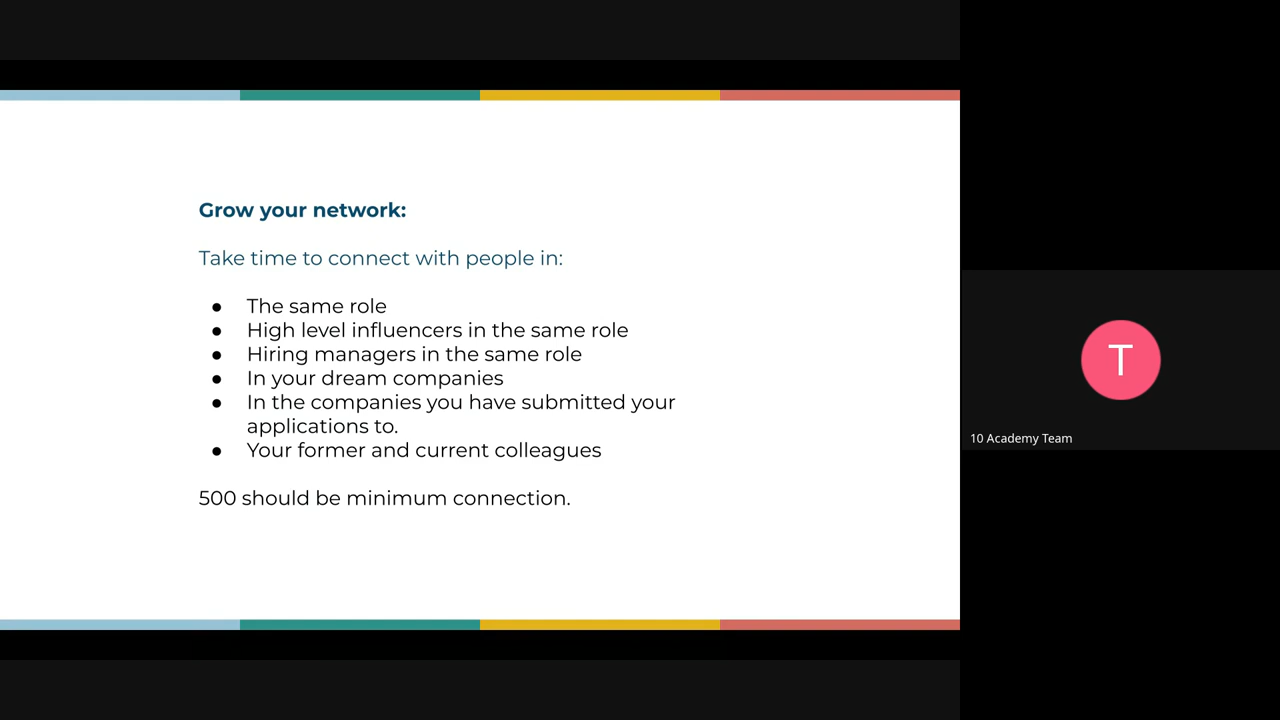 Grow your network:
Take time to connect with people in:
● The same role
● High level influencers in the same role
● Hiring managers in the same role
● In your dream companies
● In the companies you have submitted your
applications to.
● Your former and current colleagues
500 should be minimum connection.
T
10 Academy Team